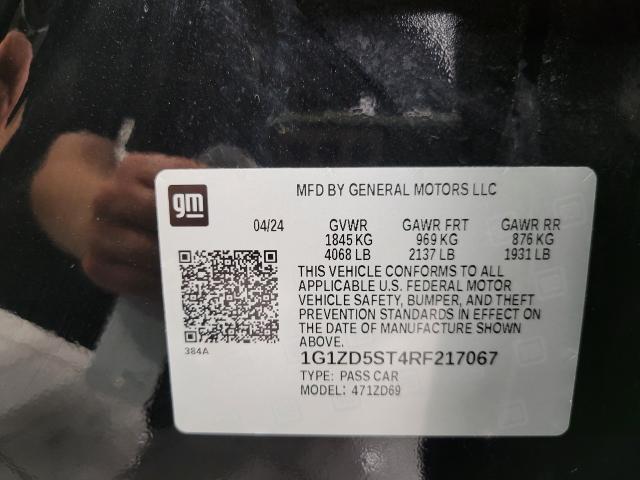 MFD BY GENERAL MOTORS LLC
gm
04/24 GVWR GAWR FRT GAWR RR
1845 KG 969 KG 876 KG
4068 LB 2137 LB 1931 LB
THIS VEHICLE CONFORMS TO ALL
APPLICABLE U.S. FEDERAL MOTOR
VEHICLE SAFETY, BUMPER, AND THEFT
PREVENTION STANDARDS IN EFFECT ON
THE DATE OF MANUFACTURE SHOWN
ABOVE.
384A
1G1ZD5ST4RF217067
TYPE: PASS CAR
MODEL: 471ZD69